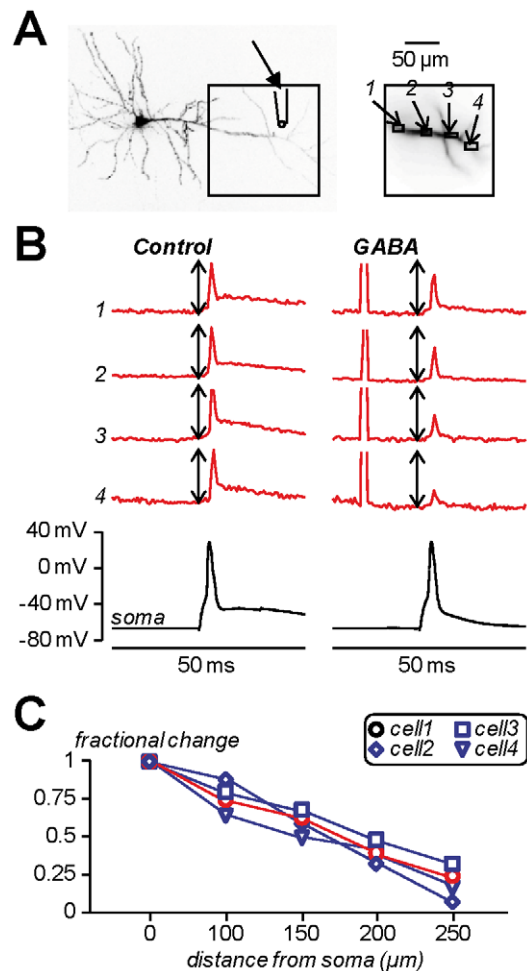 A
50 µm
1 2 3 4
B
Control GABA
1
2
3
4
40 mV
0 mV
-40 mV
soma
-80 mV
50 ms 50 ms
C
fractional change
cell1 cell3
cell2 cell4
1
0.75
0.5
0.25
0
0 100 150 200 250
distance from soma (µm)